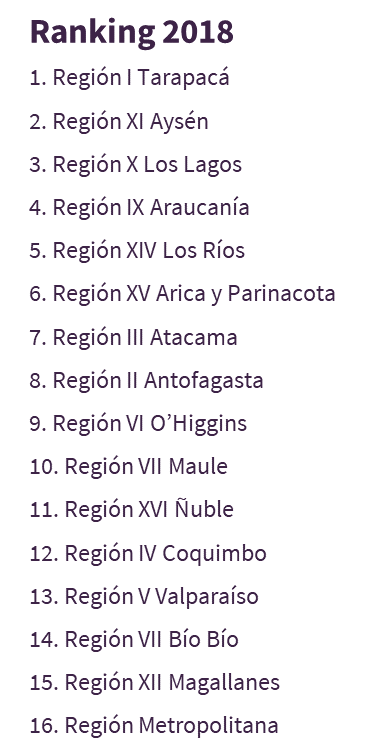 Ranking 2018
1. Región I Tarapacá
2. Región XI Aysén
3. Región X Los Lagos
4. Región IX Araucanía
5. Región XIV Los Ríos
6. Región XV Arica y Parinacota
7. Región III Atacama
8. Región II Antofagasta
9. Región VI O’Higgins
10. Región VII Maule
11. Región XVI Ñuble
12. Región IV Coquimbo
13. Región V Valparaíso
14. Región VII Bío Bío
15. Región XII Magallanes
16. Región Metropolitana